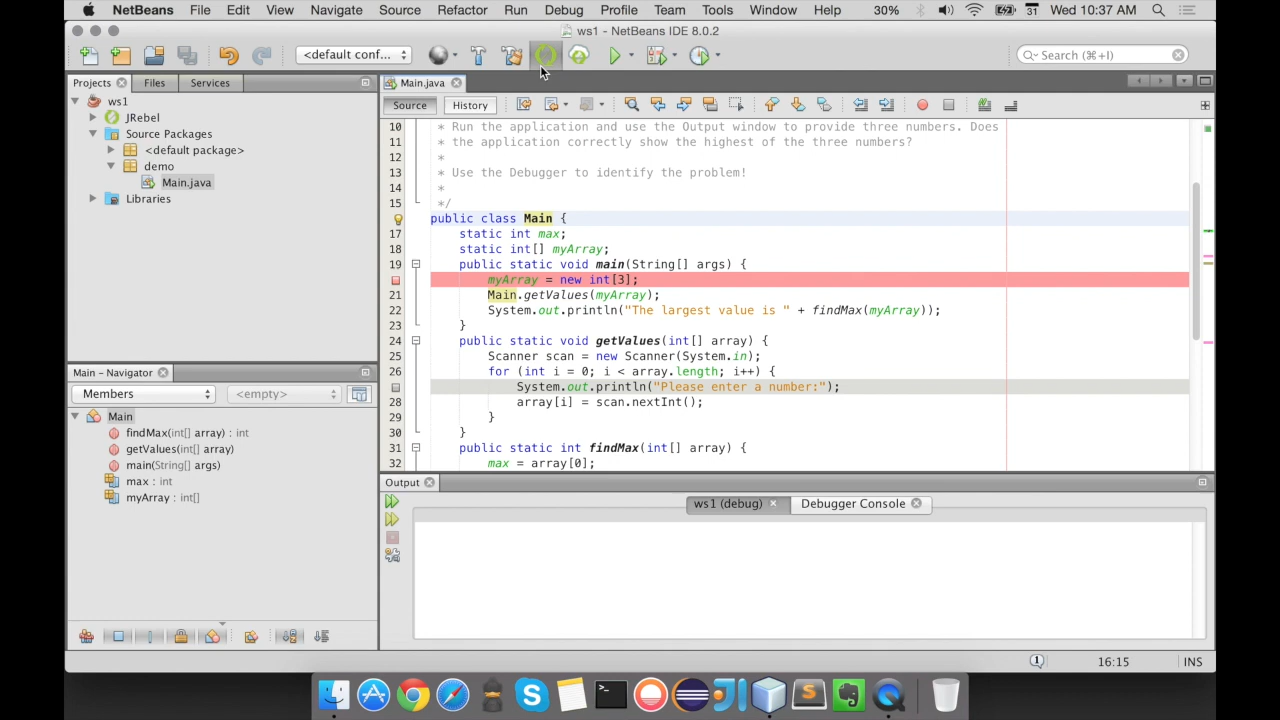 NetBeans File Edit View Navigate Source Refactor Run Debug Profile Team Tools Window Help 30% 31 Wed 10:37 AM
ws1 - NetBeans IDE 8.0.2
<default conf... Search (⌘+I)
Projects Files Services
ws1
JRebel
Source Packages
<default package>
demo
Main.java
Libraries
Main - Navigator
Members <empty>
Main
findMax(int[] array) : int
getValues(int[] array)
main(String[] args)
max : int
myArray : int[]
Main.java
Source History
10 * Run the application and use the Output window to provide three numbers. Does
11 * the application correctly show the highest of the three numbers?
12 *
13 * Use the Debugger to identify the problem!
14 *
15 */
public class Main {
17 static int max;
18 static int[] myArray;
19 public static void main(String[] args) {
myArray = new int[3];
21 Main.getValues(myArray);
22 System.out.println("The largest value is " + findMax(myArray));
23 }
24 public static void getValues(int[] array) {
25 Scanner scan = new Scanner(System.in);
26 for (int i = 0; i < array.length; i++) {
System.out.println("Please enter a number:");
28 array[i] = scan.nextInt();
29 }
30 }
31 public static int findMax(int[] array) {
32 max = array[0];
Output
ws1 (debug) Debugger Console
1 16:15 INS